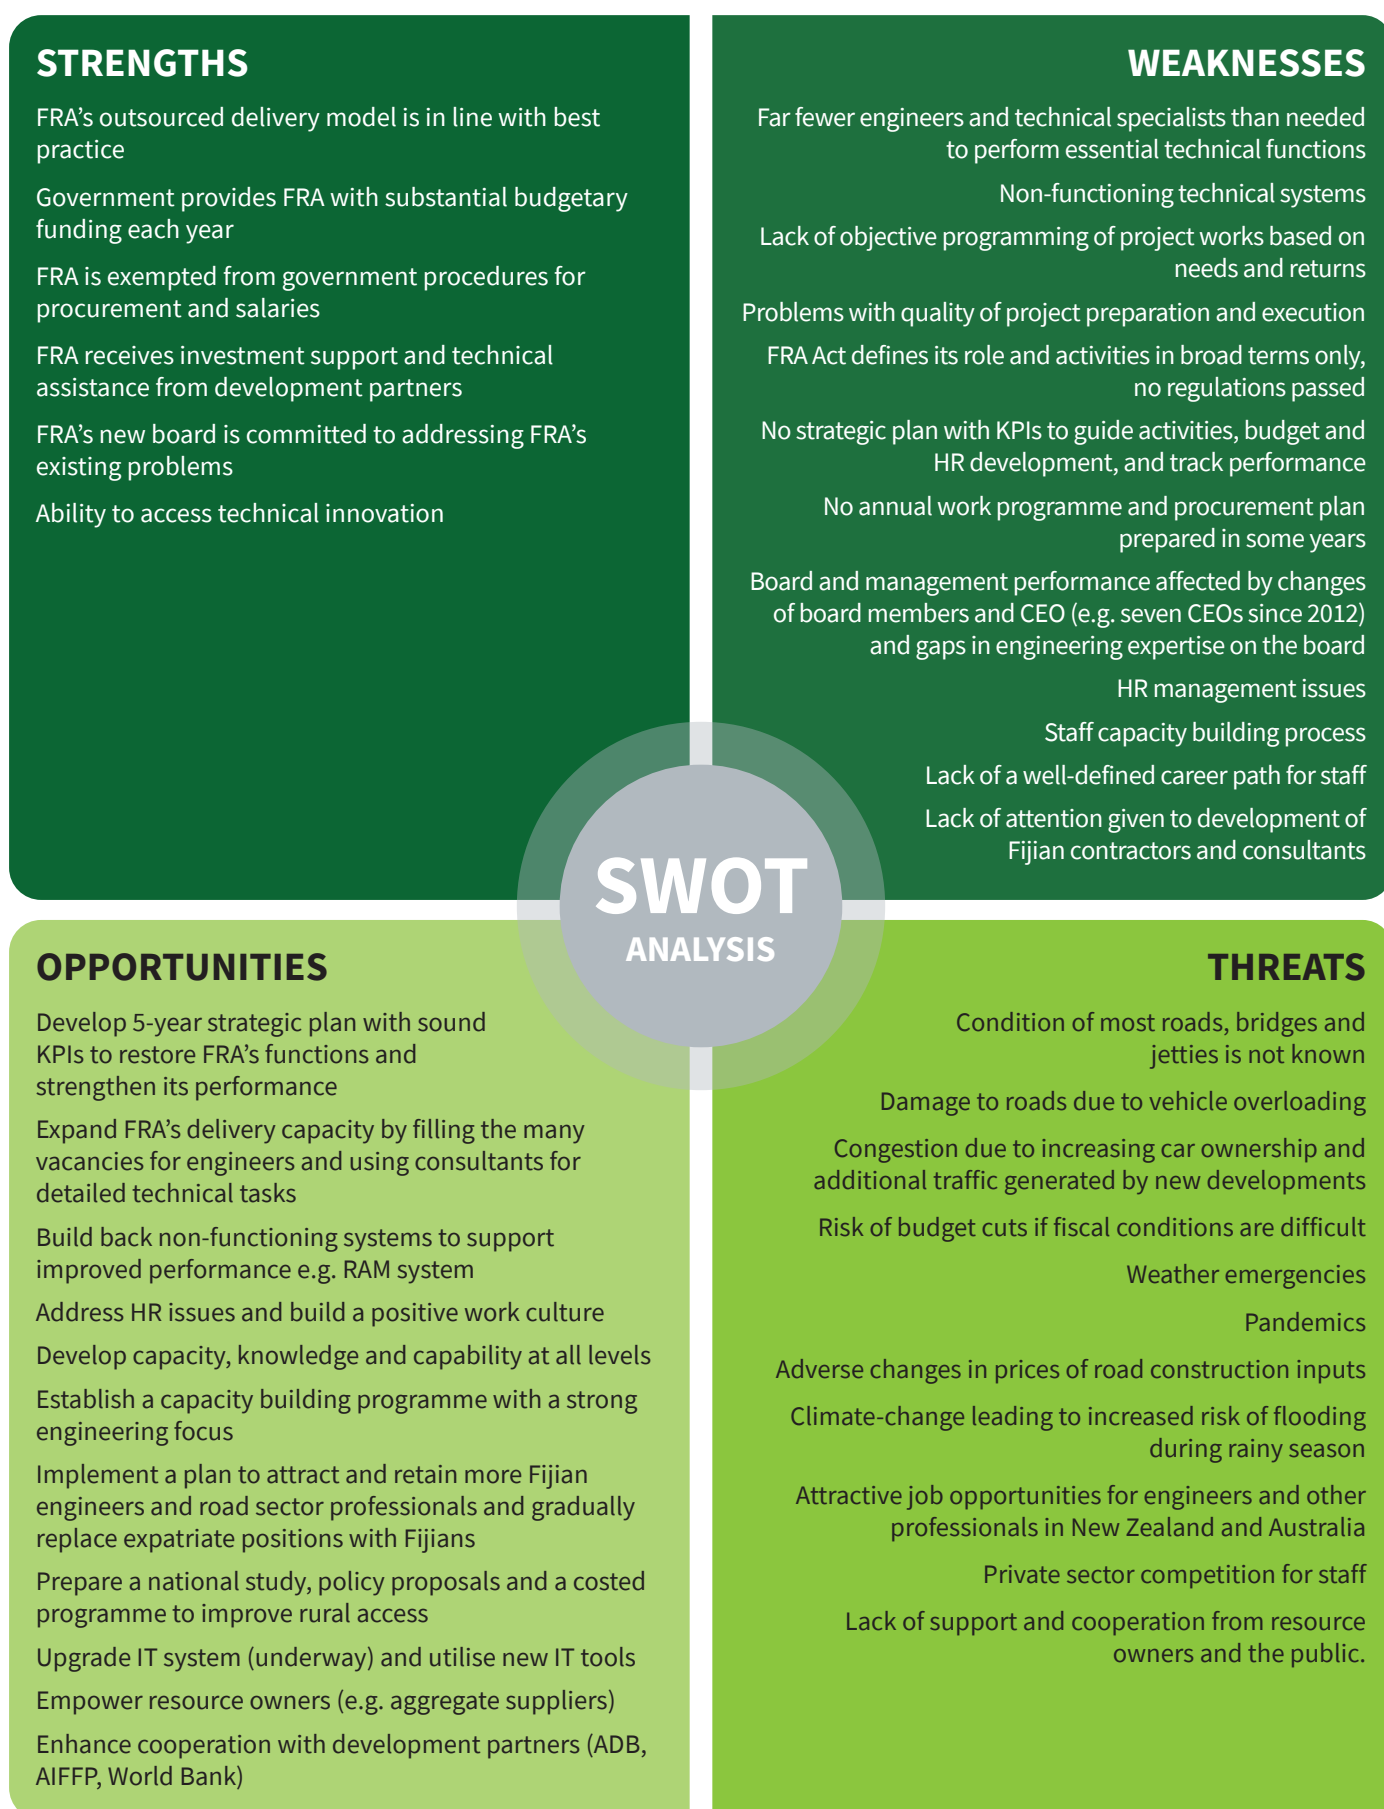 STRENGTHS
FRA’s outsourced delivery model is in line with best
practice
Government provides FRA with substantial budgetary
funding each year
FRA is exempted from government procedures for
procurement and salaries
FRA receives investment support and technical
assistance from development partners
FRA’s new board is committed to addressing FRA’s
existing problems
Ability to access technical innovation
WEAKNESSES
Far fewer engineers and technical specialists than needed
to perform essential technical functions
Non-functioning technical systems
Lack of objective programming of project works based on
needs and returns
Problems with quality of project preparation and execution
FRA Act defines its role and activities in broad terms only,
no regulations passed
No strategic plan with KPIs to guide activities, budget and
HR development, and track performance
No annual work programme and procurement plan
prepared in some years
Board and management performance affected by changes
of board members and CEO (e.g. seven CEOs since 2012)
and gaps in engineering expertise on the board
HR management issues
Staff capacity building process
Lack of a well-defined career path for staff
Lack of attention given to development of
Fijian contractors and consultants
SWOT
ANALYSIS
OPPORTUNITIES
Develop 5-year strategic plan with sound
KPIs to restore FRA’s functions and
strengthen its performance
Expand FRA’s delivery capacity by filling the many
vacancies for engineers and using consultants for
detailed technical tasks
Build back non-functioning systems to support
improved performance e.g. RAM system
Address HR issues and build a positive work culture
Develop capacity, knowledge and capability at all levels
Establish a capacity building programme with a strong
engineering focus
Implement a plan to attract and retain more Fijian
engineers and road sector professionals and gradually
replace expatriate positions with Fijians
Prepare a national study, policy proposals and a costed
programme to improve rural access
Upgrade IT system (underway) and utilise new IT tools
Empower resource owners (e.g. aggregate suppliers)
Enhance cooperation with development partners (ADB,
AIFFP, World Bank)
THREATS
Condition of most roads, bridges and
jetties is not known
Damage to roads due to vehicle overloading
Congestion due to increasing car ownership and
additional traffic generated by new developments
Risk of budget cuts if fiscal conditions are difficult
Weather emergencies
Pandemics
Adverse changes in prices of road construction inputs
Climate-change leading to increased risk of flooding
during rainy season
Attractive job opportunities for engineers and other
professionals in New Zealand and Australia
Private sector competition for staff
Lack of support and cooperation from resource
owners and the public.